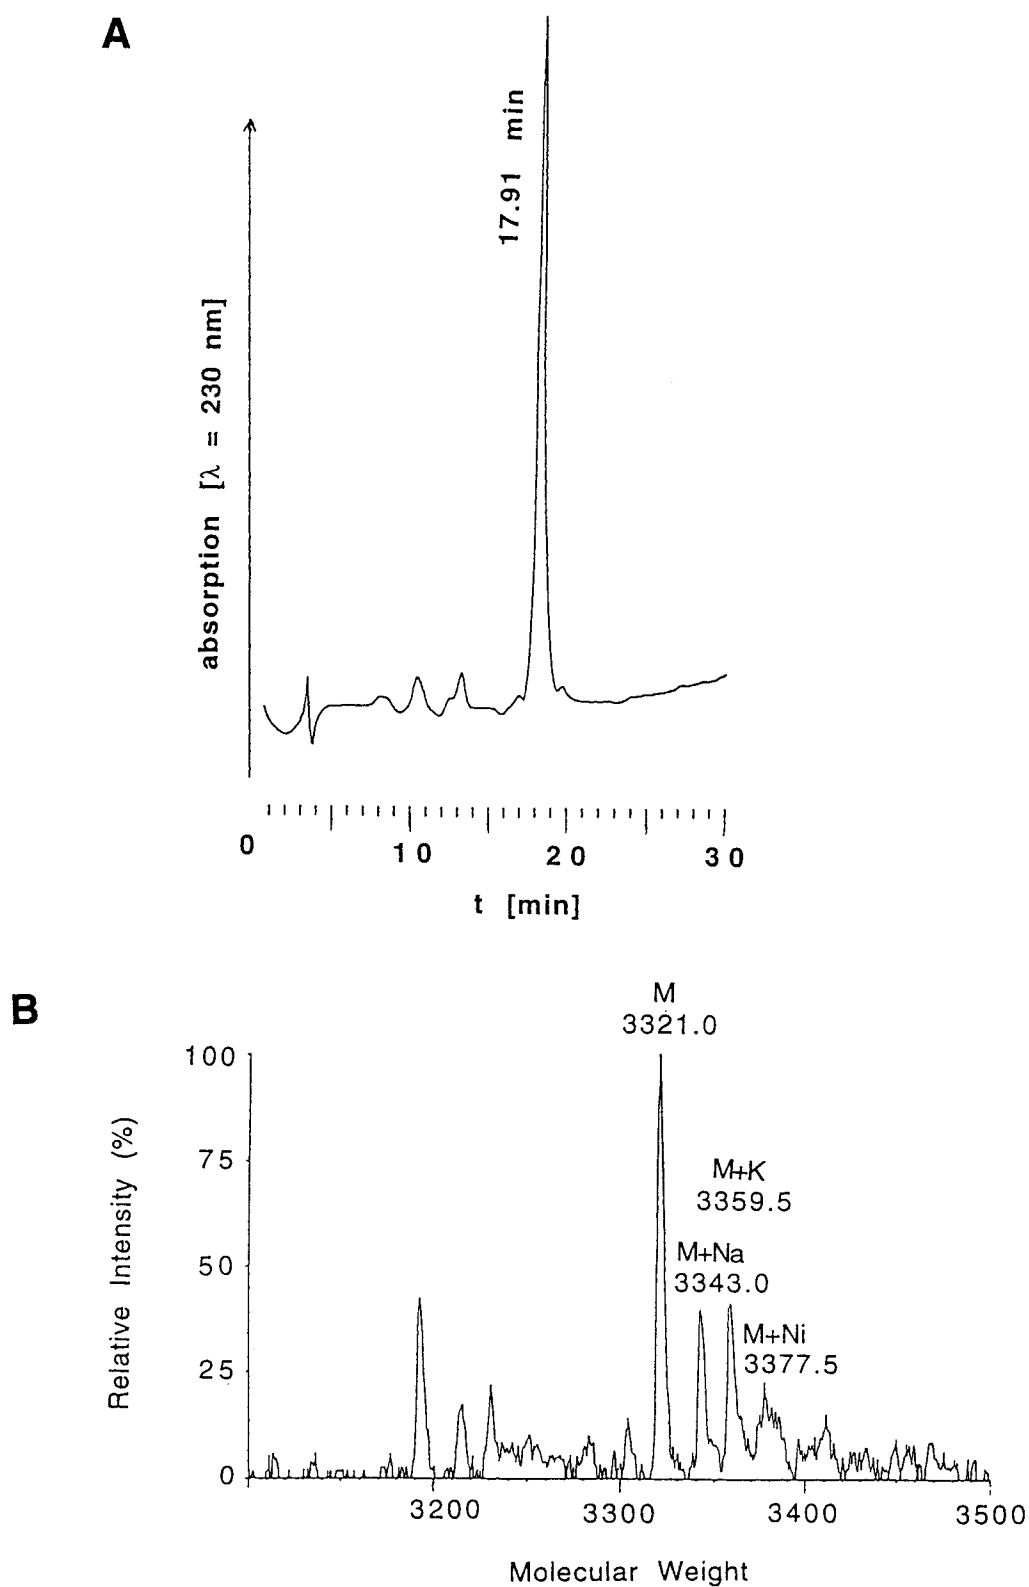 A
17.91 min
absorption [λ = 230 nm]
0 10 20 30
t [min]
B
M
3321.0
100
M+K
75
3359.5
M+Na
50
3343.0
M+Ni
3377.5
25
0
Relative Intensity (%)
3200 3300 3400 3500
Molecular Weight